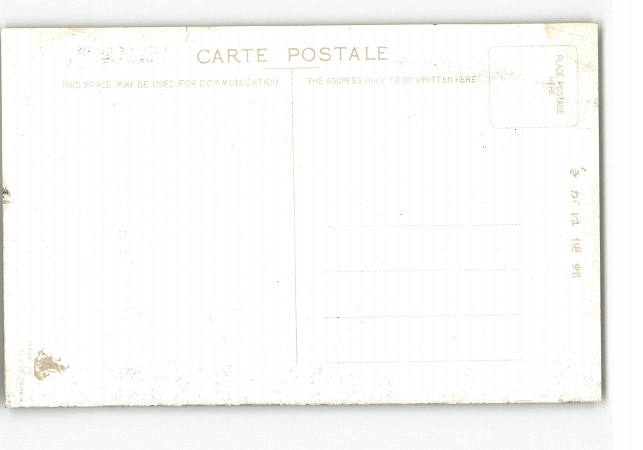 CARTE POSTALE
THIS SPACE MAY BE USED FOR COMMUNICATION
THE ADDRESS ONLY TO BE WRITTEN HERE
PLACE POSTAGE
HERE
きがは便郵